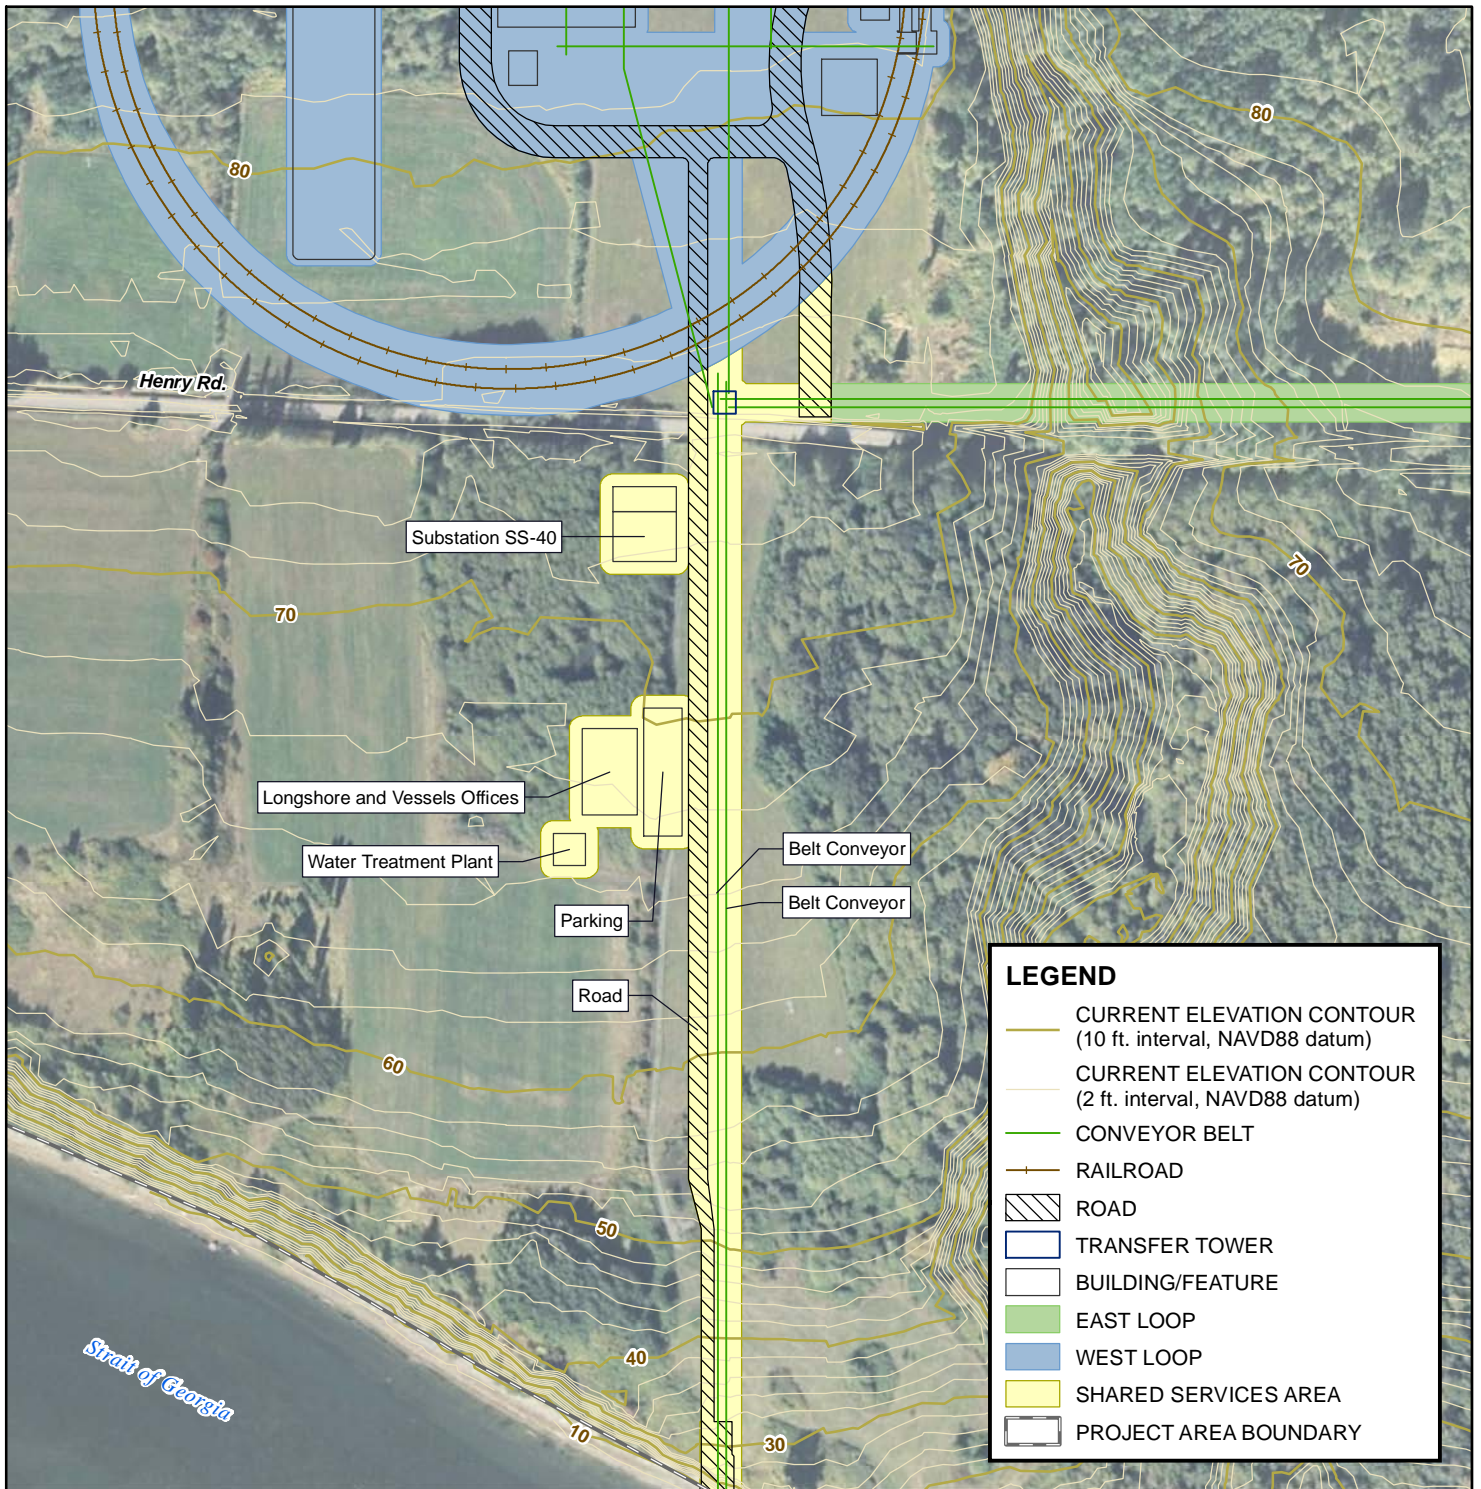 80
80
Henry Rd.
Substation SS-40
70
70
Longshore and Vessels Offices
Water Treatment Plant
Belt Conveyor
Belt Conveyor
Parking
Road
60
50
40
30
10
Strait of Georgia
LEGEND
CURRENT ELEVATION CONTOUR
(10 ft. interval, NAVD88 datum)
CURRENT ELEVATION CONTOUR
(2 ft. interval, NAVD88 datum)
CONVEYOR BELT
RAILROAD
ROAD
TRANSFER TOWER
BUILDING/FEATURE
EAST LOOP
WEST LOOP
SHARED SERVICES AREA
PROJECT AREA BOUNDARY